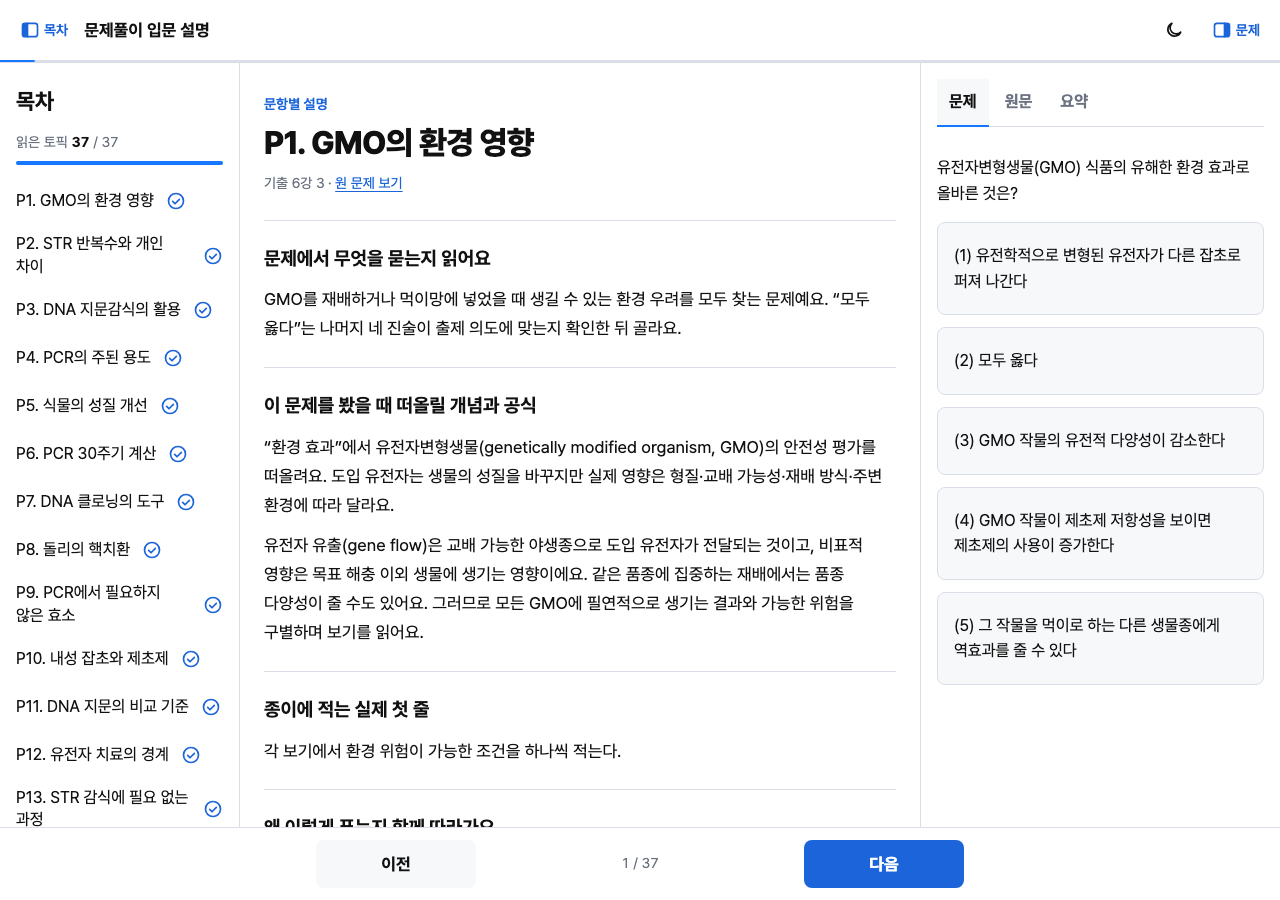 목차
문제풀이 입문 설명
문제
목차
읽은 토픽 37 / 37
P1. GMO의 환경 영향
P2. STR 반복수와 개인
차이
P3. DNA 지문감식의 활용
P4. PCR의 주된 용도
P5. 식물의 성질 개선
P6. PCR 30주기 계산
P7. DNA 클로닝의 도구
P8. 돌리의 핵치환
P9. PCR에서 필요하지
않은 효소
P10. 내성 잡초와 제초제
P11. DNA 지문의 비교 기준
P12. 유전자 치료의 경계
P13. STR 감식에 필요 없는
과정
문항별 설명
P1. GMO의 환경 영향
기출 6강 3 · 원 문제 보기
문제에서 무엇을 묻는지 읽어요
GMO를 재배하거나 먹이망에 넣었을 때 생길 수 있는 환경 우려를 모두 찾는 문제예요. “모두
옳다”는 나머지 네 진술이 출제 의도에 맞는지 확인한 뒤 골라요.
이 문제를 봤을 때 떠올릴 개념과 공식
“환경 효과”에서 유전자변형생물(genetically modified organism, GMO)의 안전성 평가를
떠올려요. 도입 유전자는 생물의 성질을 바꾸지만 실제 영향은 형질·교배 가능성·재배 방식·주변
환경에 따라 달라요.
유전자 유출(gene flow)은 교배 가능한 야생종으로 도입 유전자가 전달되는 것이고, 비표적
영향은 목표 해충 이외 생물에 생기는 영향이에요. 같은 품종에 집중하는 재배에서는 품종
다양성이 줄 수도 있어요. 그러므로 모든 GMO에 필연적으로 생기는 결과와 가능한 위험을
구별하며 보기를 읽어요.
종이에 적는 실제 첫 줄
각 보기에서 환경 위험이 가능한 조건을 하나씩 적는다.
왜 이렇게 푸는지 함께 따라가요
문제
원문
요약
유전자변형생물(GMO) 식품의 유해한 환경 효과로
올바른 것은?
(1) 유전학적으로 변형된 유전자가 다른 잡초로
퍼져 나간다
(2) 모두 옳다
(3) GMO 작물의 유전적 다양성이 감소한다
(4) GMO 작물이 제초제 저항성을 보이면
제초제의 사용이 증가한다
(5) 그 작물을 먹이로 하는 다른 생물종에게
역효과를 줄 수 있다
이전
1 / 37
다음